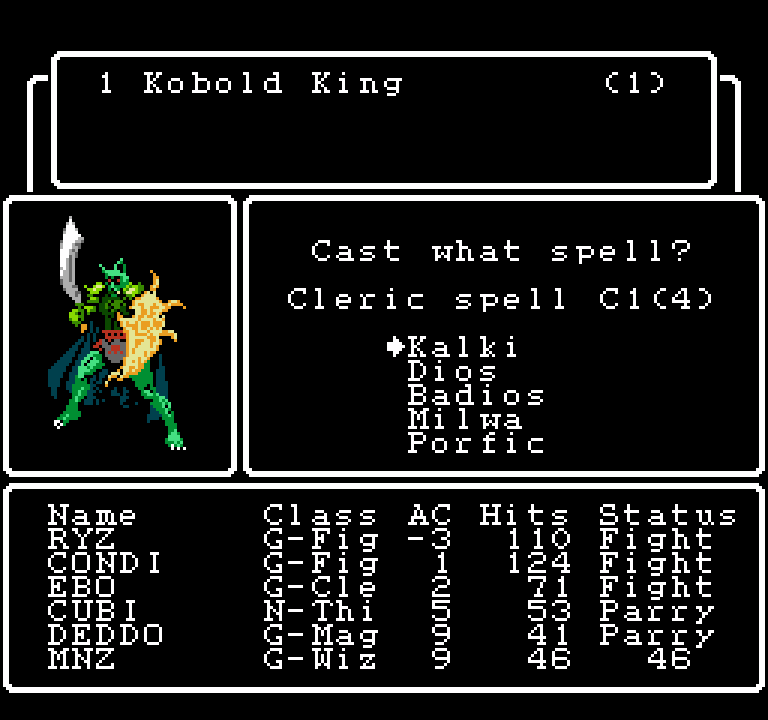 1 Kobold King (1)
Cast what spell?
Cleric spell C1(4)
Kalki
Dios
Badios
Milwa
Porfic
Name Class AC Hits Status
RYZ G-Fig -3 110 Fight
CONDI G-Fig 1 124 Fight
EBO G-Cle 2 71 Fight
CUBI N-Thi 5 53 Parry
DEDDO G-Mag 9 41 Parry
MNZ G-Wiz 9 46 46